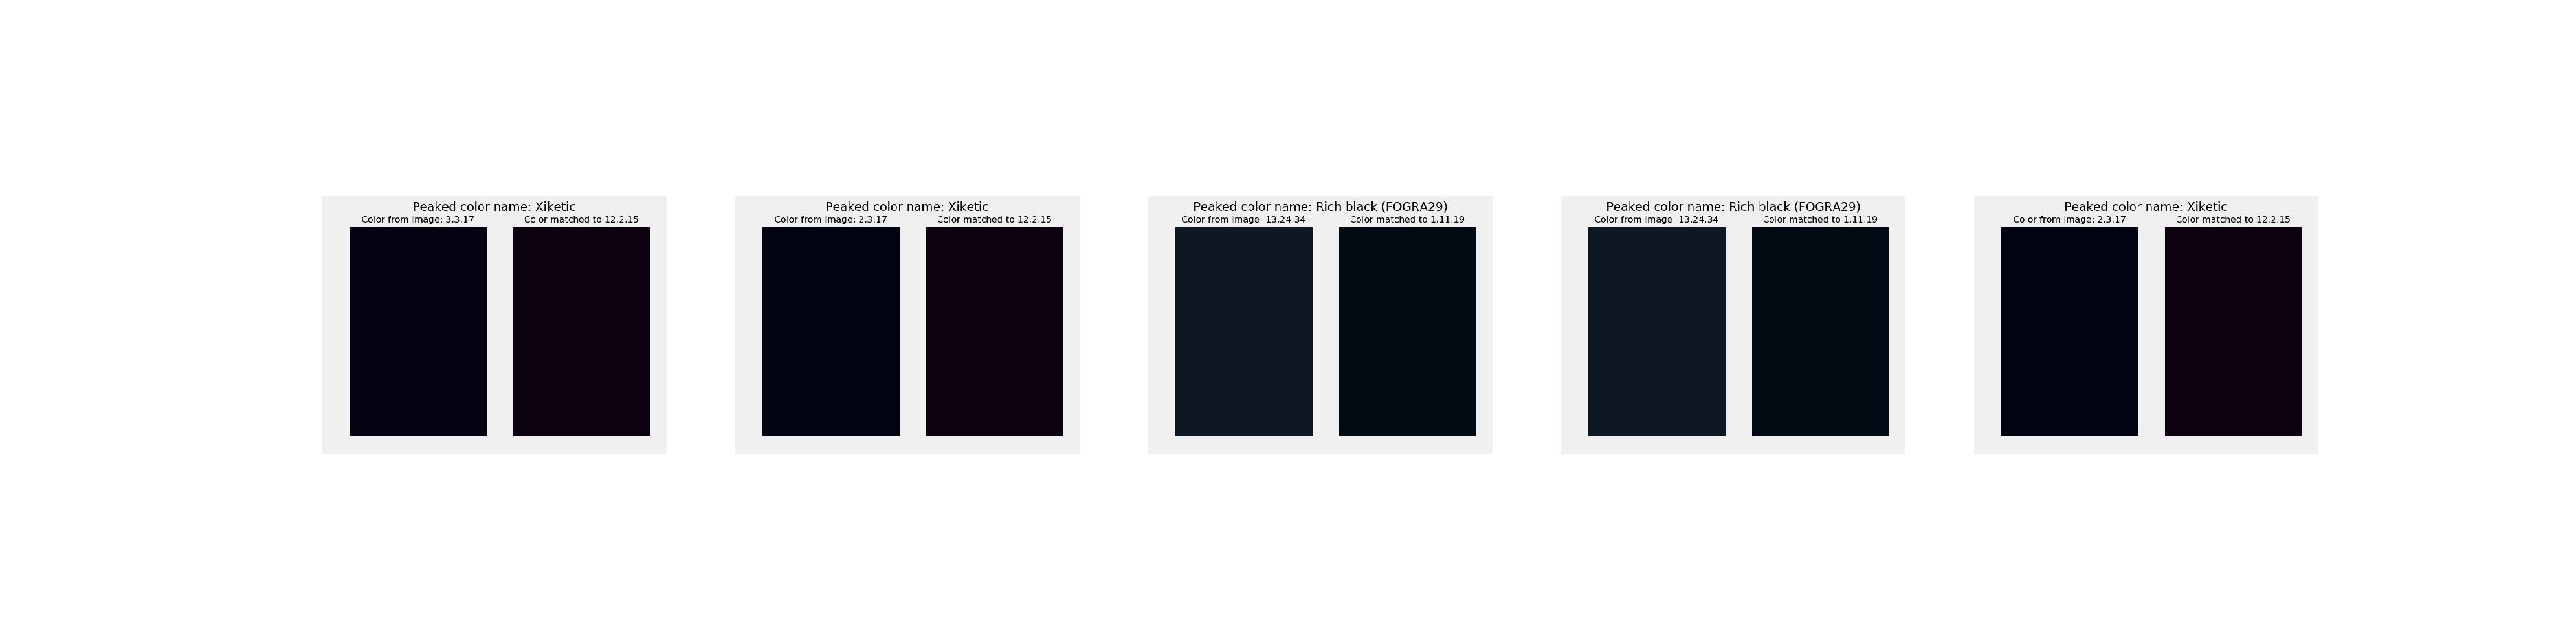 Peaked color name: Xiketic
Color from image: 3,3,17
Color matched to 12,2,15
Peaked color name: Xiketic
Color from image: 2,3,17
Color matched to 12,2,15
Peaked color name: Rich black (FOGRA29)
Color from image: 13,24,34
Color matched to 1,11,19
Peaked color name: Rich black (FOGRA29)
Color from image: 13,24,34
Color matched to 1,11,19
Peaked color name: Xiketic
Color from image: 2,3,17
Color matched to 12,2,15